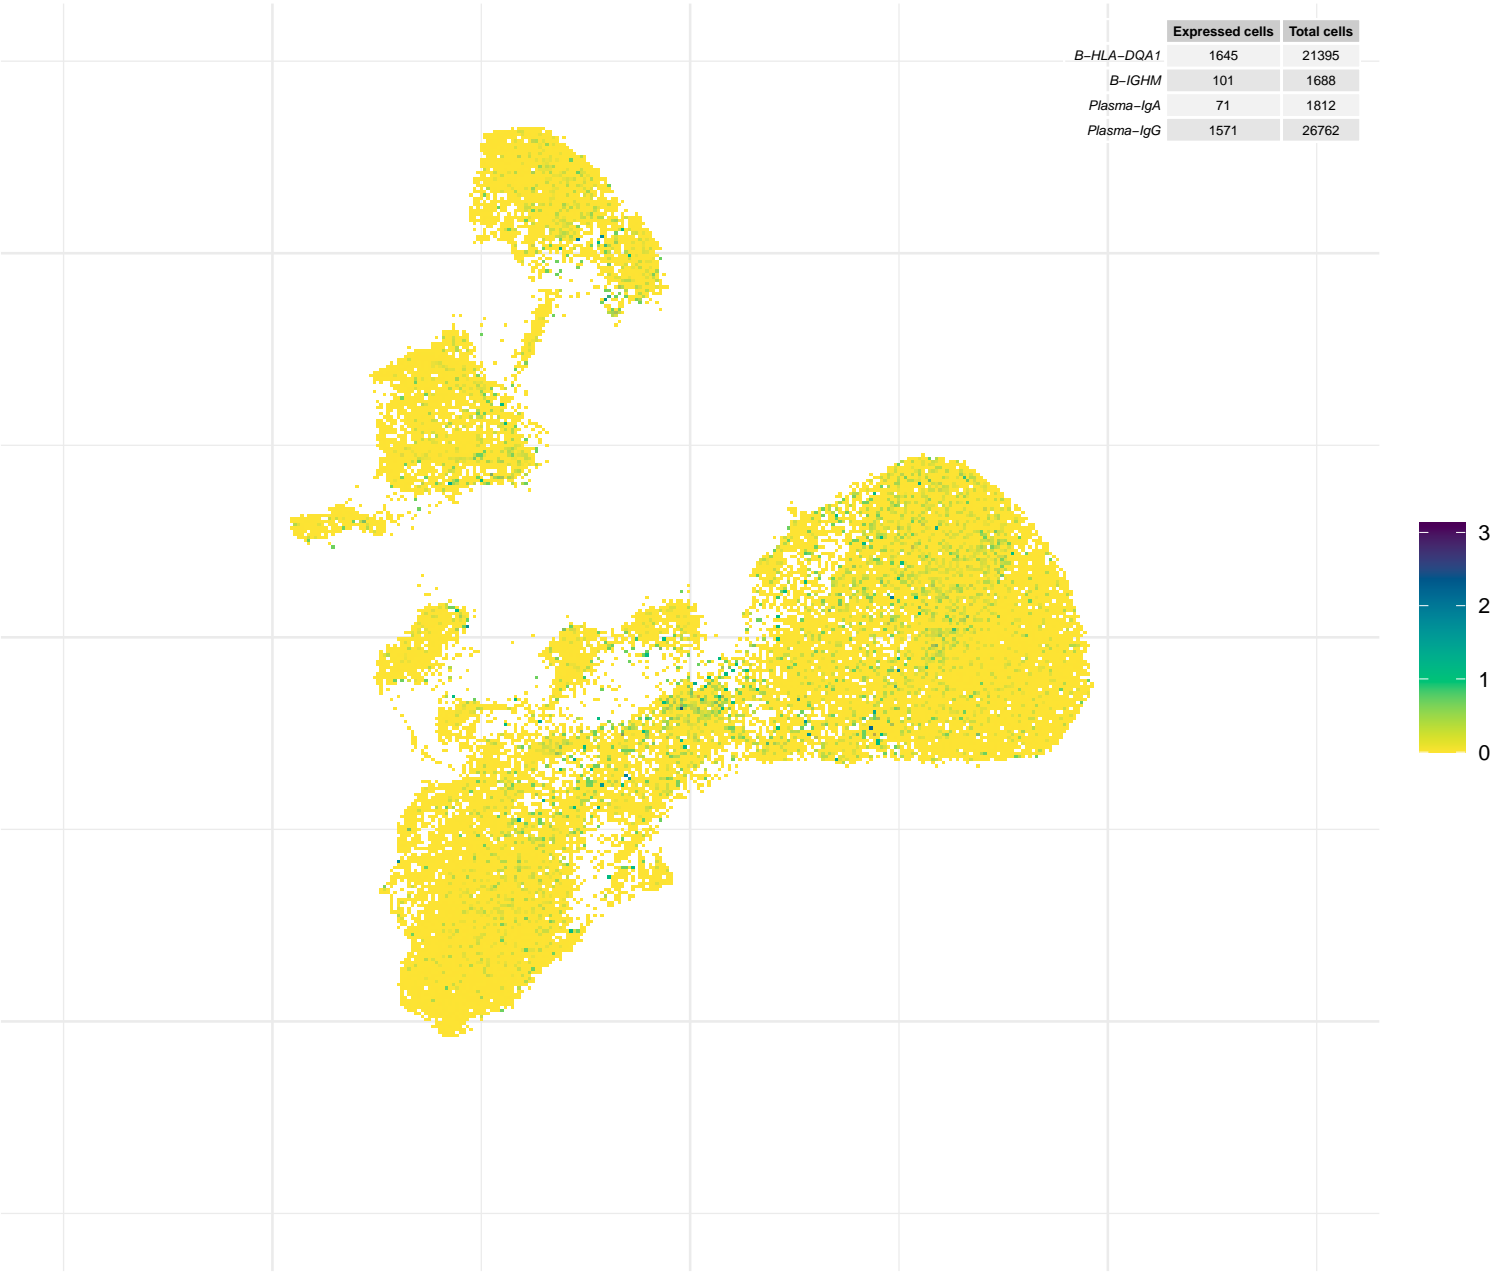 Expressed cells Total cells
B−HLA−DQA1 1645 21395
B−IGHM 101 1688
Plasma−IgA 71 1812
Plasma−IgG 1571 26762
3
2
1
0